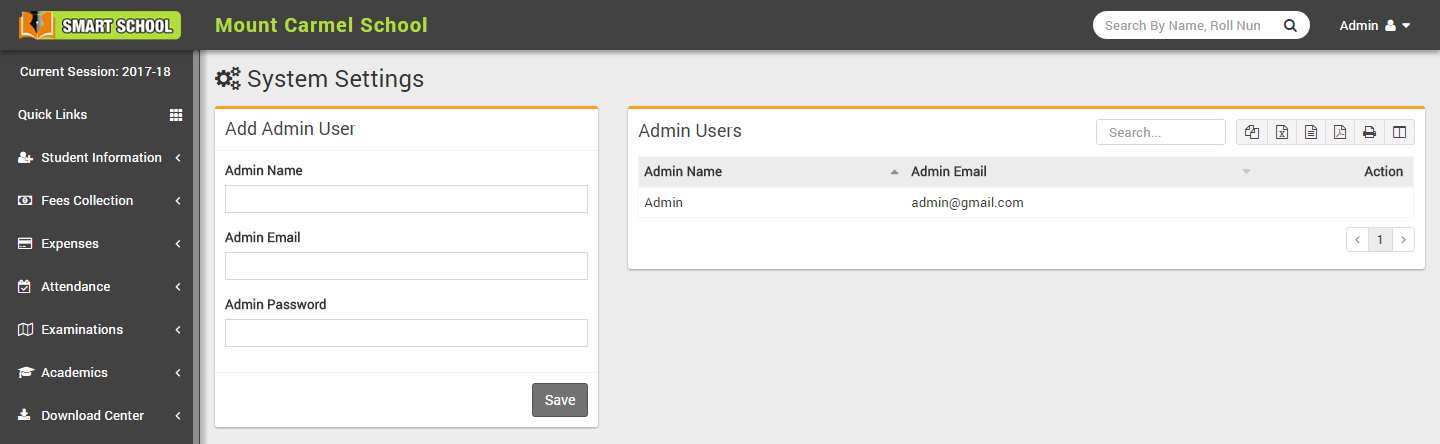 SMART SCHOOL
Mount Carmel School
Search By Name, Roll Nun
Admin
Current Session: 2017-18
Quick Links
Student Information
Fees Collection
Expenses
Attendance
Examinations
Academics
Download Center
System Settings
Add Admin User
Admin Name
Admin Email
Admin Password
Save
Admin Users
Search...
Admin Name Admin Email Action
Admin admin@gmail.com
1